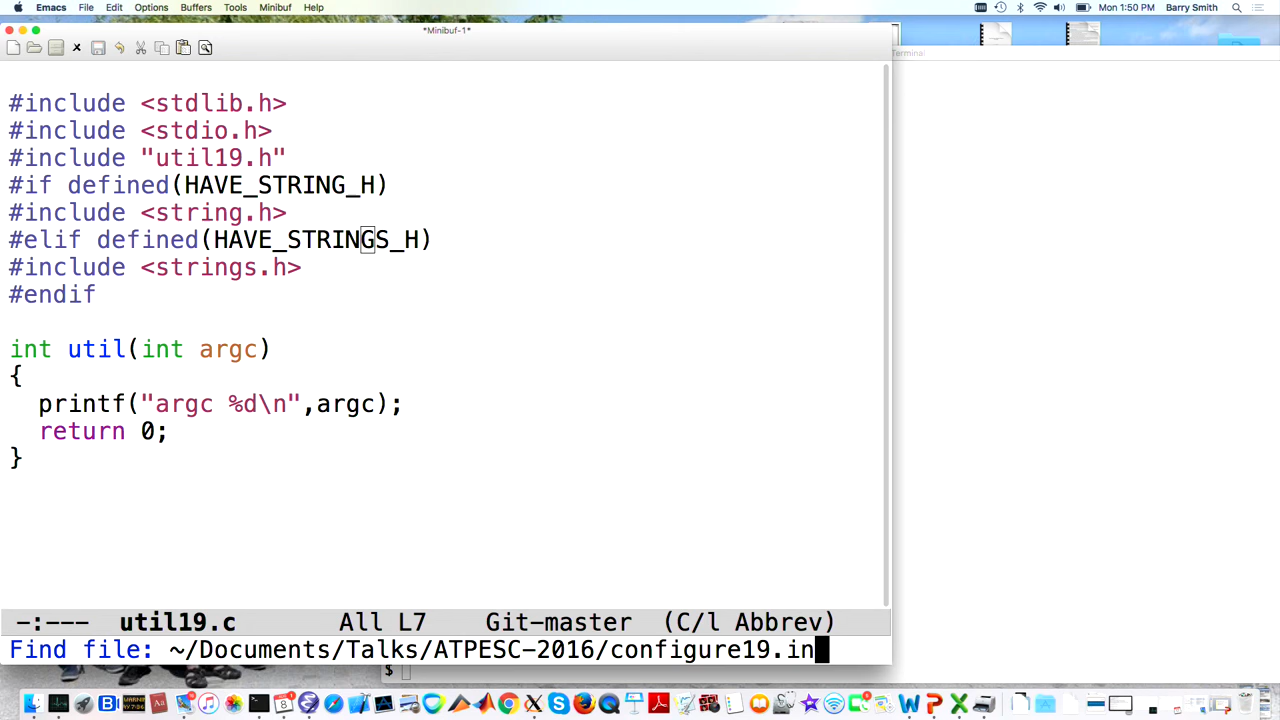 Emacs File Edit Options Buffers Tools Minibuf Help Mon 1:50 PM Barry Smith
*Minibuf-1*
Terminal
#include <stdlib.h>
#include <stdio.h>
#include "util19.h"
#if defined(HAVE_STRING_H)
#include <string.h>
#elif defined(HAVE_STRINGS_H)
#include <strings.h>
#endif
int util(int argc)
{
printf("argc %d\n",argc);
return 0;
}
-:--- util19.c All L7 Git-master (C/l Abbrev)
Find file: ~/Documents/Talks/ATPESC-2016/configure19.in
$